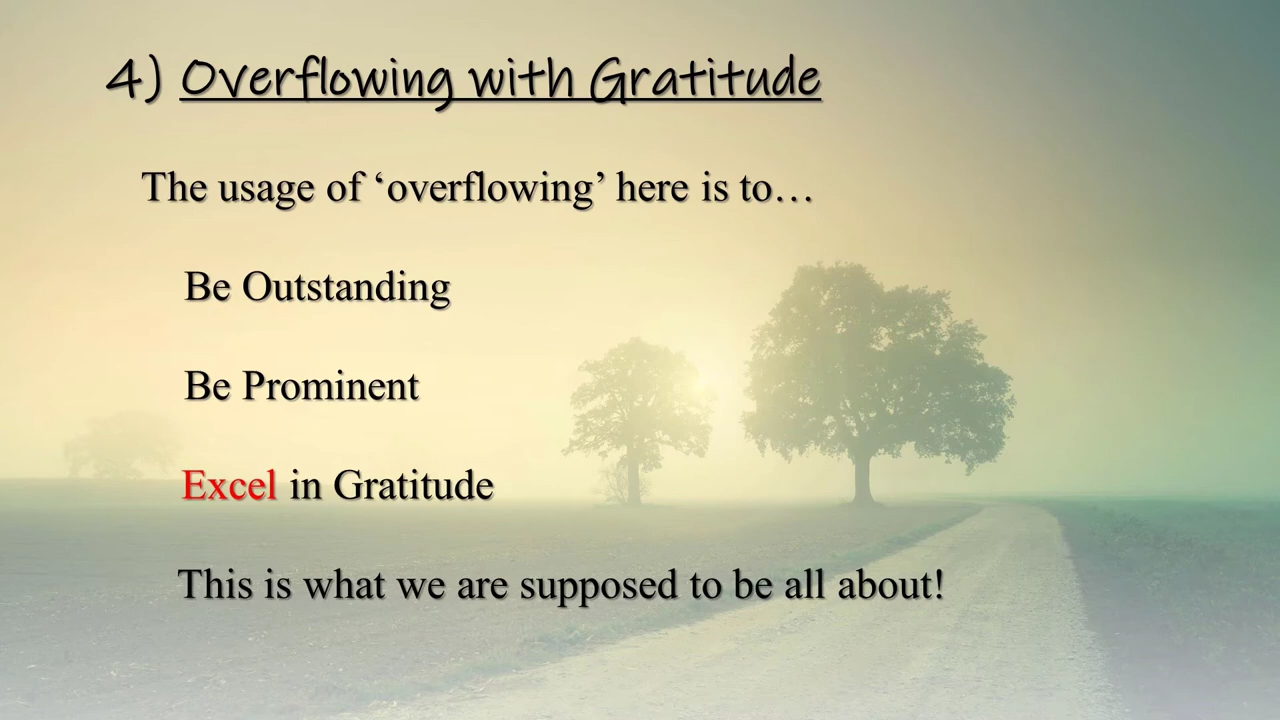 4) Overflowing with Gratitude
The usage of ‘overflowing’ here is to…
Be Outstanding
Be Prominent
Excel in Gratitude
This is what we are supposed to be all about!